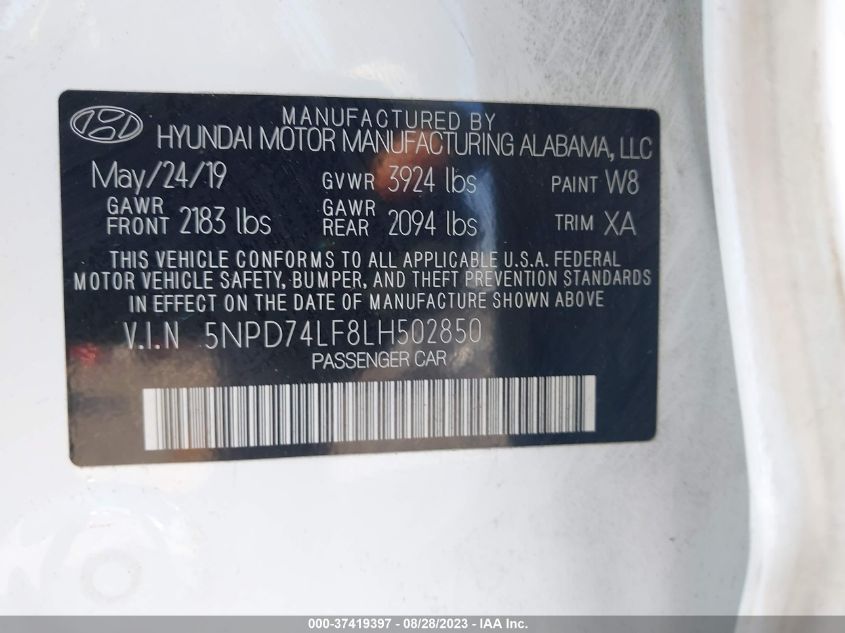 MANUFACTURED BY
HYUNDAI MOTOR MANUFACTURING ALABAMA, LLC
May/24/19 GVWR 3924 lbs PAINT W8
GAWR FRONT 2183 lbs GAWR REAR 2094 lbs TRIM XA
THIS VEHICLE CONFORMS TO ALL APPLICABLE U.S.A. FEDERAL
MOTOR VEHICLE SAFETY, BUMPER, AND THEFT PREVENTION STANDARDS
IN EFFECT ON THE DATE OF MANUFACTURE SHOWN ABOVE
V.I.N 5NPD74LF8LH502850
PASSENGER CAR
000-37419397 - 08/28/2023 - IAA Inc.